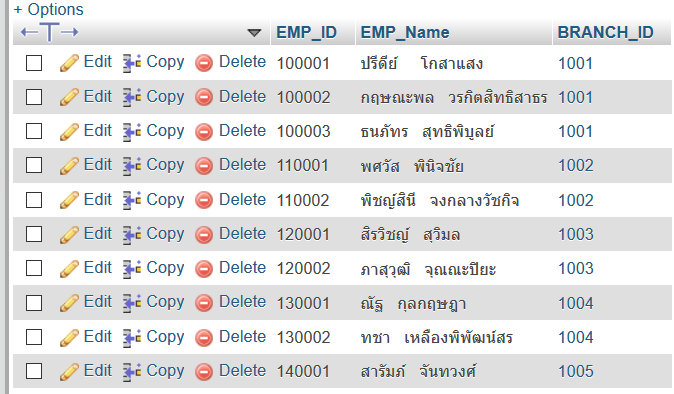 + Options
EMP_ID EMP_Name BRANCH_ID
Edit Copy Delete 100001 ปรีดีย์ โกสาแสง 1001
Edit Copy Delete 100002 กฤษณะพล วรกิตสิทธิสาธร 1001
Edit Copy Delete 100003 ธนภัทร สุทธิพิบูลย์ 1001
Edit Copy Delete 110001 พศวัส พินิจชัย 1002
Edit Copy Delete 110002 พิชญ์สินี จงกลางวัชกิจ 1002
Edit Copy Delete 120001 สิรวิชญ์ สุวิมล 1003
Edit Copy Delete 120002 ภาสุวุฒิ จุณณะปิยะ 1003
Edit Copy Delete 130001 ณัฐ กุลกฤษฎา 1004
Edit Copy Delete 130002 ทชา เหลืองพิพัฒน์สร 1004
Edit Copy Delete 140001 สารัมภ์ จันทวงศ์ 1005